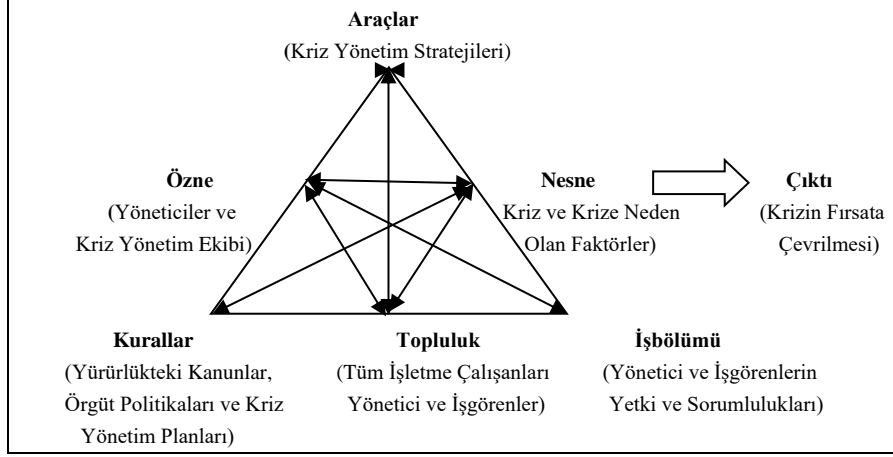 Araçlar
(Kriz Yönetim Stratejileri)
Özne
(Yöneticiler ve
Kriz Yönetim Ekibi)
Nesne
Kriz ve Krize Neden
Olan Faktörler)
Çıktı
(Krizin Fırsata
Çevrilmesi)
Kurallar
(Yürürlükteki Kanunlar,
Örgüt Politikaları ve Kriz
Yönetim Planları)
Topluluk
(Tüm İşletme Çalışanları
Yönetici ve İşgörenler)
İşbölümü
(Yönetici ve İşgörenlerin
Yetki ve Sorumlulukları)